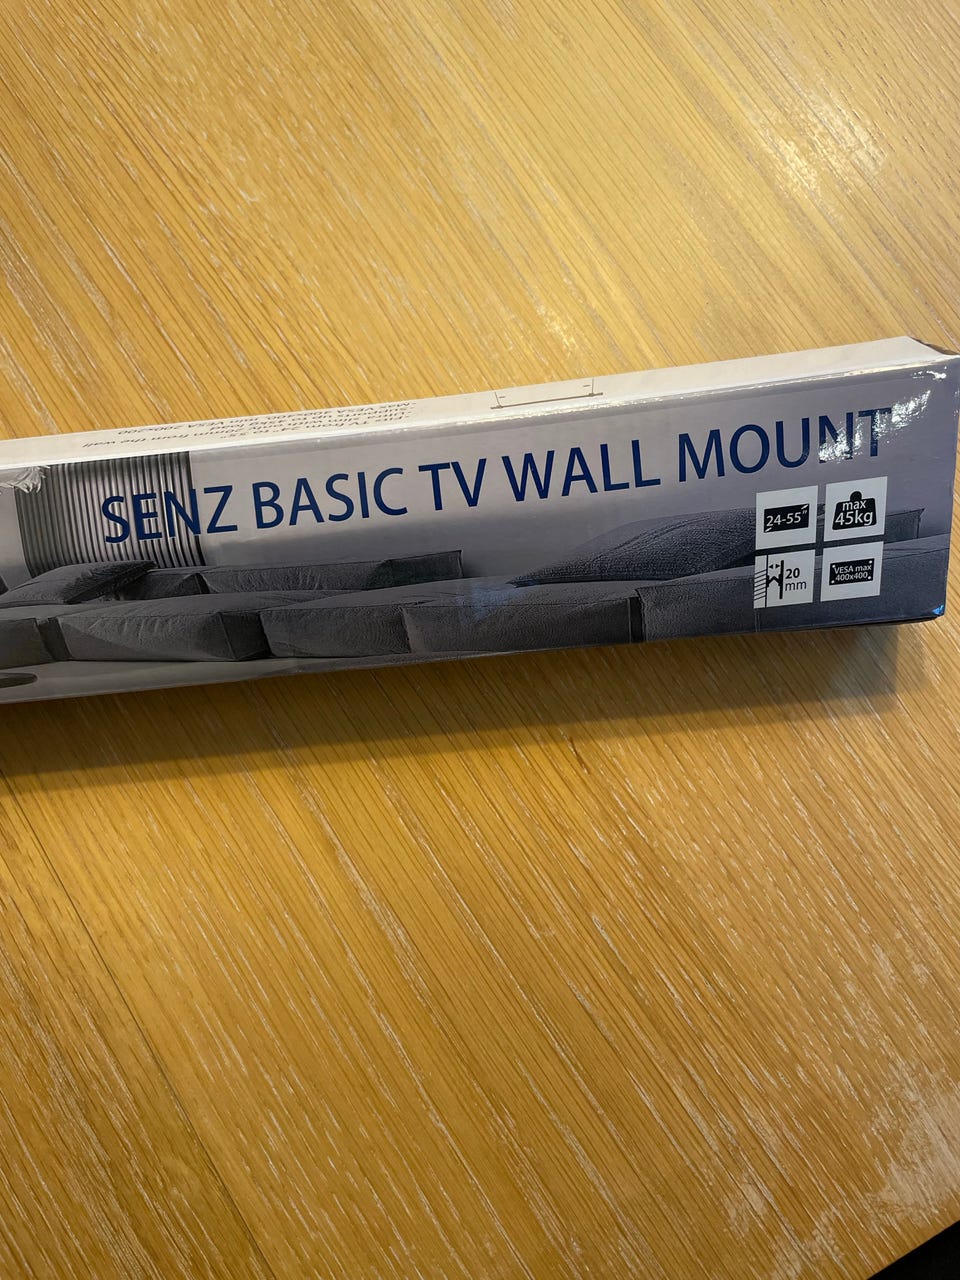 SENZ BASIC TV WALL MOUNT
24-55"
max
45kg
20
mm
VESA max
400x400